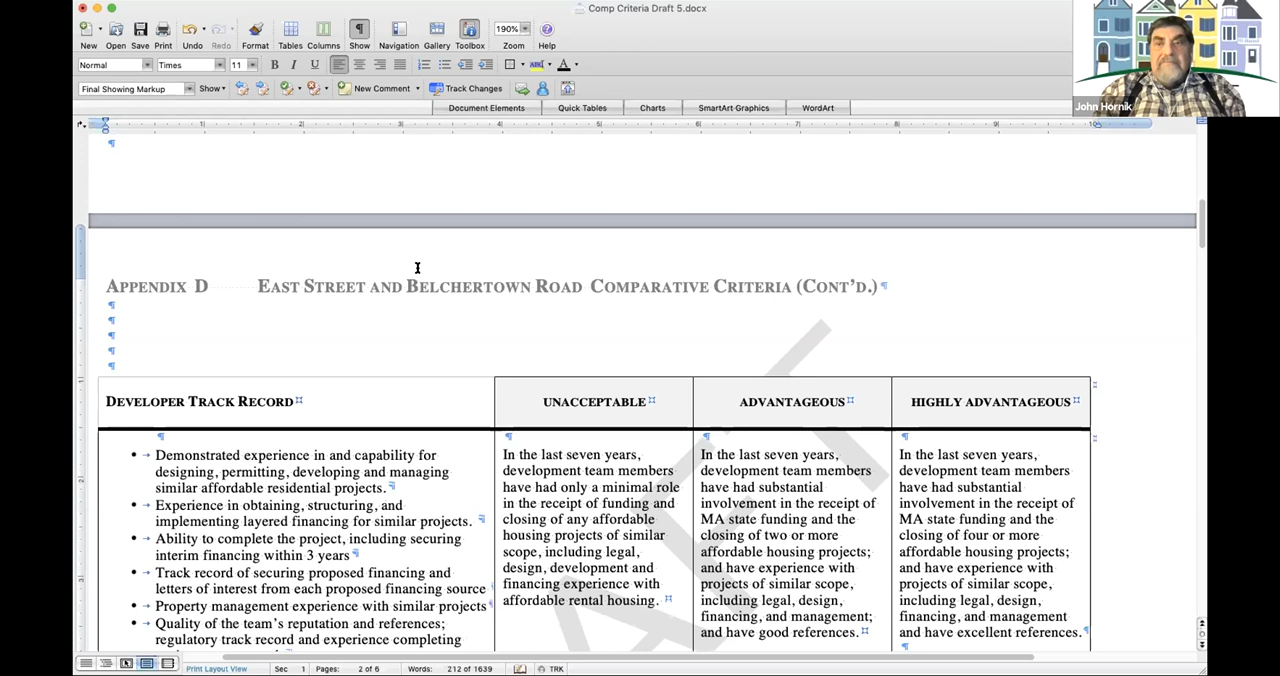 Comp Criteria Draft 5.docx
190%
New Open Save Print Undo Redo Format Tables Columns Show Navigation Gallery Toolbox Zoom Help
Normal Times 11 B I U ABC A
Final Showing Markup Show New Comment Track Changes
Document Elements Quick Tables Charts SmartArt Graphics WordArt
John Hornik
1 2 3 4 5 6 7 8 9 10
APPENDIX D EAST STREET AND BELCHERTOWN ROAD COMPARATIVE CRITERIA (CONT'D.)
DEVELOPER TRACK RECORD
• Demonstrated experience in and capability for
designing, permitting, developing and managing
similar affordable residential projects.
• Experience in obtaining, structuring, and
implementing layered financing for similar projects.
• Ability to complete the project, including securing
interim financing within 3 years
• Track record of securing proposed financing and
letters of interest from each proposed financing source
• Property management experience with similar projects
• Quality of the team's reputation and references;
regulatory track record and experience completing
UNACCEPTABLE
In the last seven years,
development team members
have had only a minimal role
in the receipt of funding and
closing of any affordable
housing projects of similar
scope, including legal,
design, development and
financing experience with
affordable rental housing.
ADVANTAGEOUS
In the last seven years,
development team members
have had substantial
involvement in the receipt of
MA state funding and the
closing of two or more
affordable housing projects;
and have experience with
projects of similar scope,
including legal, design,
financing, and management;
and have good references.
HIGHLY ADVANTAGEOUS
In the last seven years,
development team members
have had substantial
involvement in the receipt of
MA state funding and the
closing of four or more
affordable housing projects;
and have experience with
projects of similar scope,
including legal, design,
financing, and management
and have excellent references.
Print Layout View Sec 1 Pages: 2 of 6 Words: 212 of 1639 TRK